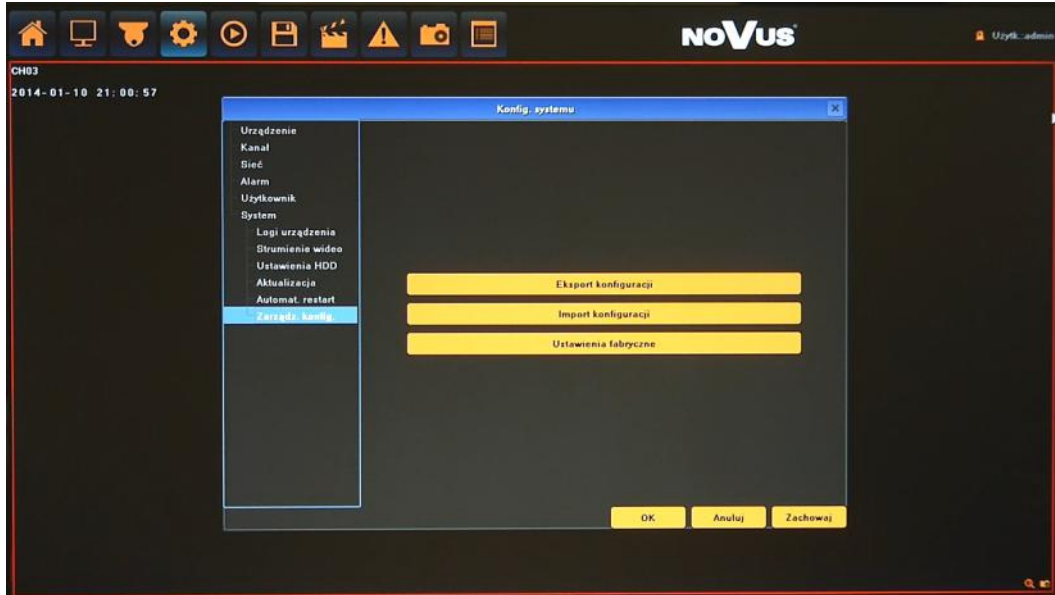 NOVUS
Użytk.:admin
CH03
2014-01-10 21:00:57
Konfig. systemu
Urządzenie
Kanał
Sieć
Alarm
Użytkownik
System
Logi urządzenia
Strumienie wideo
Ustawienia HDD
Aktualizacja
Automat. restart
Zarządz. konfig.
Eksport konfiguracji
Import konfiguracji
Ustawienia fabryczne
OK
Anuluj
Zachowaj